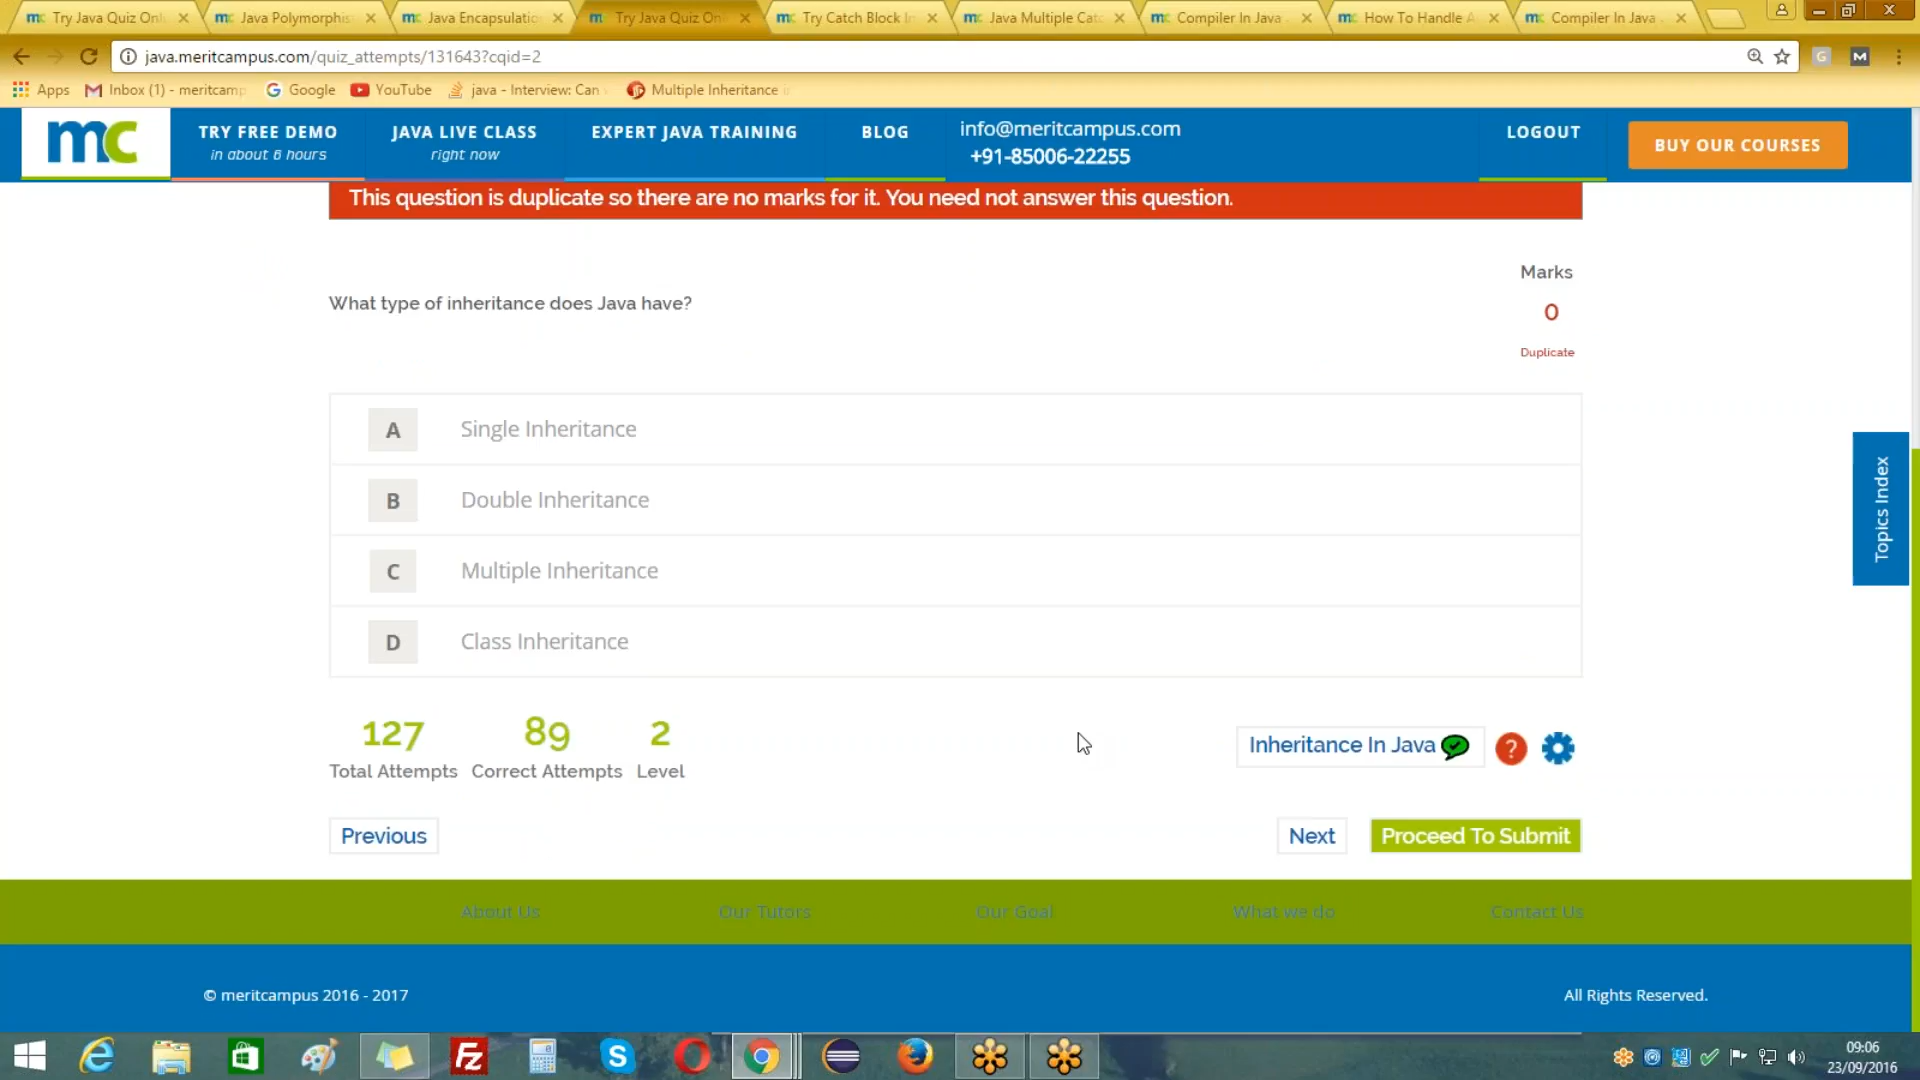 Try Java Quiz Onl
Java Polymorphis
Java Encapsulatio
Try Java Quiz Onl
Try Catch Block In
Java Multiple Catc
Compiler In Java
How To Handle A
Compiler In Java
java.meritcampus.com/quiz_attempts/131643?cqid=2
Apps
Inbox (1) - meritcamp
Google
YouTube
java - Interview: Can
Multiple Inheritance in
mc
TRY FREE DEMO
in about 6 hours
JAVA LIVE CLASS
right now
EXPERT JAVA TRAINING
BLOG
info@meritcampus.com
+91-85006-22255
LOGOUT
BUY OUR COURSES
This question is duplicate so there are no marks for it. You need not answer this question.
What type of inheritance does Java have?
Marks
0
Duplicate
A Single Inheritance
B Double Inheritance
C Multiple Inheritance
D Class Inheritance
Topics Index
127
Total Attempts
89
Correct Attempts
2
Level
Inheritance In Java
?
Previous
Next
Proceed To Submit
About Us
Our Tutors
Our Goal
What we do
Contact Us
© meritcampus 2016 - 2017
All Rights Reserved.
09:06
23/09/2016